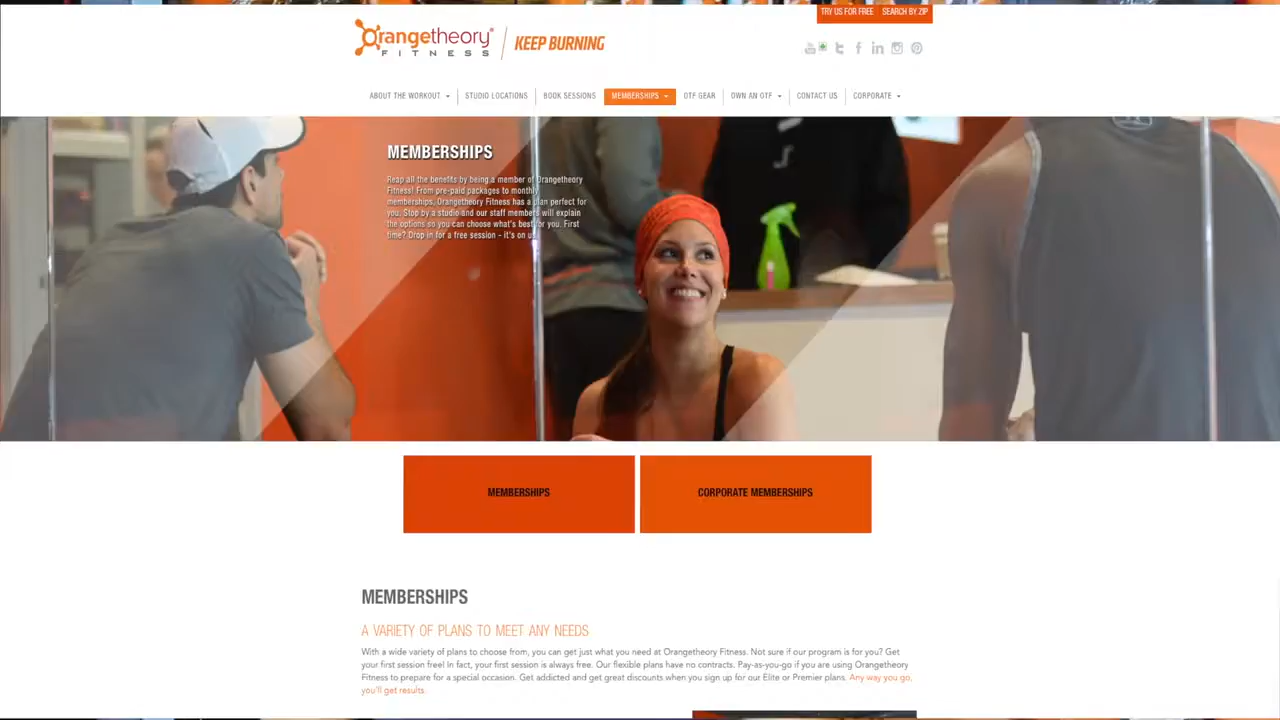 TRY US FOR FREE SEARCH BY ZIP
Orangetheory®
FITNESS
KEEP BURNING
ABOUT THE WORKOUT
STUDIO LOCATIONS
BOOK SESSIONS
MEMBERSHIPS
OTF GEAR
OWN AN OTF
CONTACT US
CORPORATE
MEMBERSHIPS
Reap all the benefits by being a member of Orangetheory
Fitness! From pre-paid packages to monthly
memberships, Orangetheory Fitness has a plan perfect for
you. Stop by a studio and our staff members will explain
the options so you can choose what's best for you. First
time? Drop in for a free session - it's on us.
MEMBERSHIPS
CORPORATE MEMBERSHIPS
MEMBERSHIPS
A VARIETY OF PLANS TO MEET ANY NEEDS
With a wide variety of plans to choose from, you can get just what you need at Orangetheory Fitness. Not sure if our program is for you? Get
your first session free! In fact, your first session is always free. Our flexible plans have no contracts. Pay-as-you-go if you are using Orangetheory
Fitness to prepare for a special occasion. Get addicted and get great discounts when you sign up for our Elite or Premier plans. Any way you go,
you'll get results.